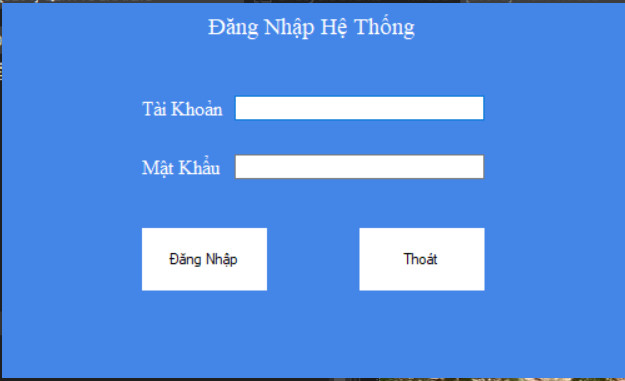 Đăng Nhập Hệ Thống
Tài Khoản
Mật Khẩu
Đăng Nhập
Thoát